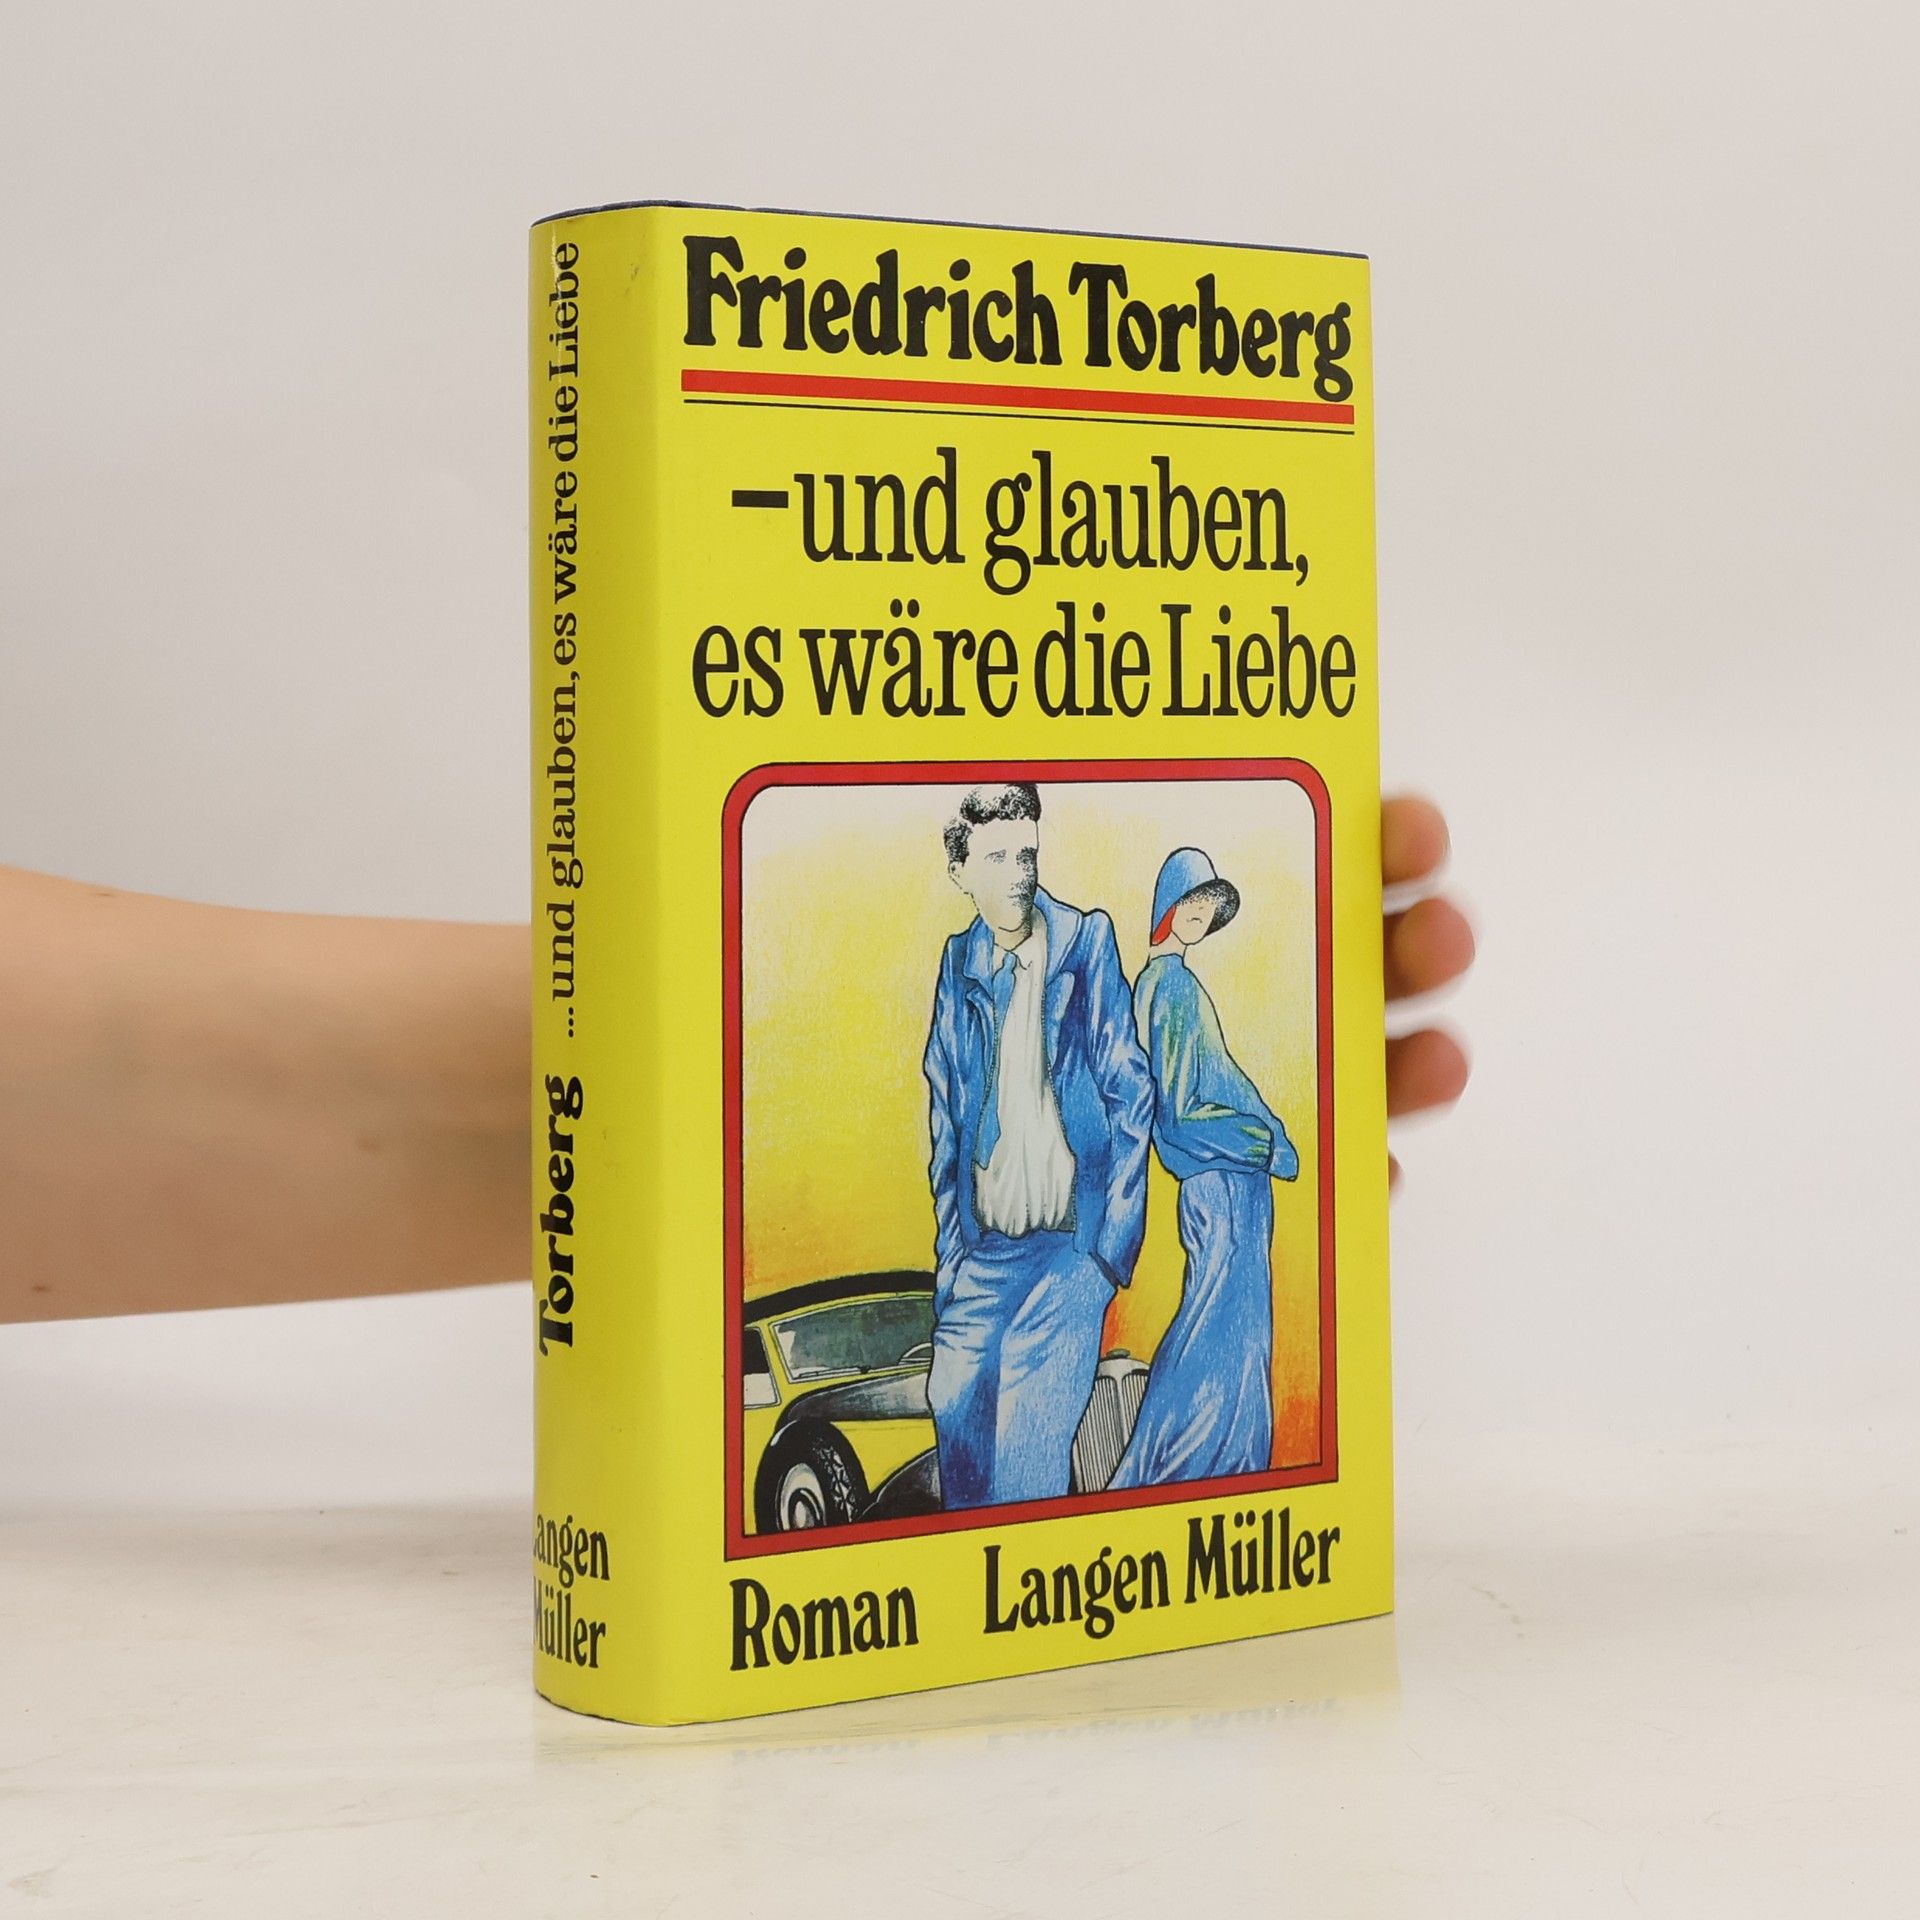 Friedrich Torberg
–und glauben,
es wäre die Liebe
Roman Langen Müller
Torberg ...und glauben, es wäre die Liebe
Langen
Müller